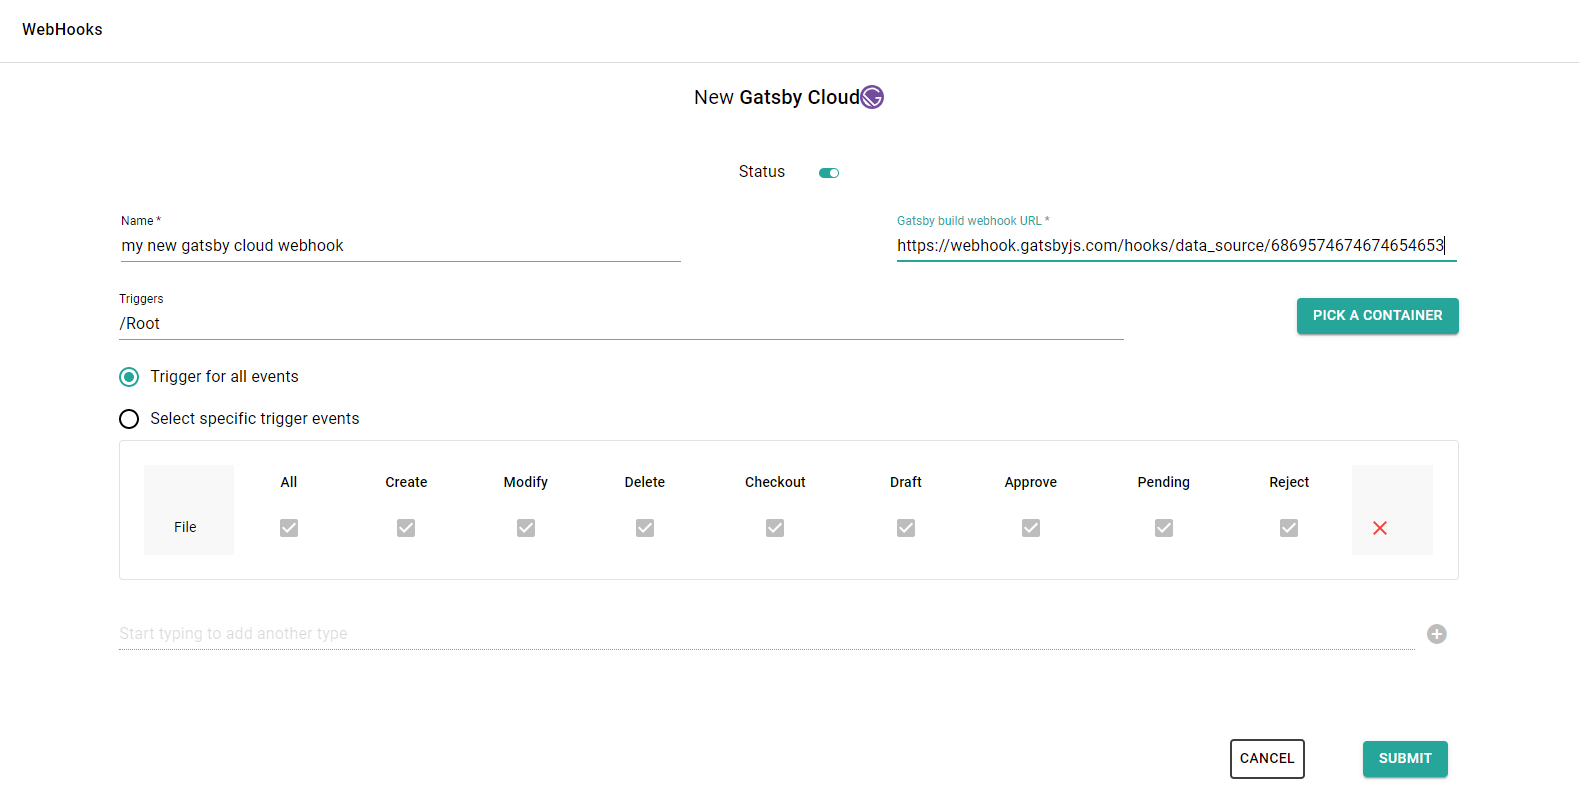 WebHooks
New Gatsby Cloud
Status
Name *
my new gatsby cloud webhook
Gatsby build webhook URL *
https://webhook.gatsbyjs.com/hooks/data_source/6869574674674654653
Triggers
/Root
PICK A CONTAINER
Trigger for all events
Select specific trigger events
All Create Modify Delete Checkout Draft Approve Pending Reject
File
Start typing to add another type
CANCEL SUBMIT